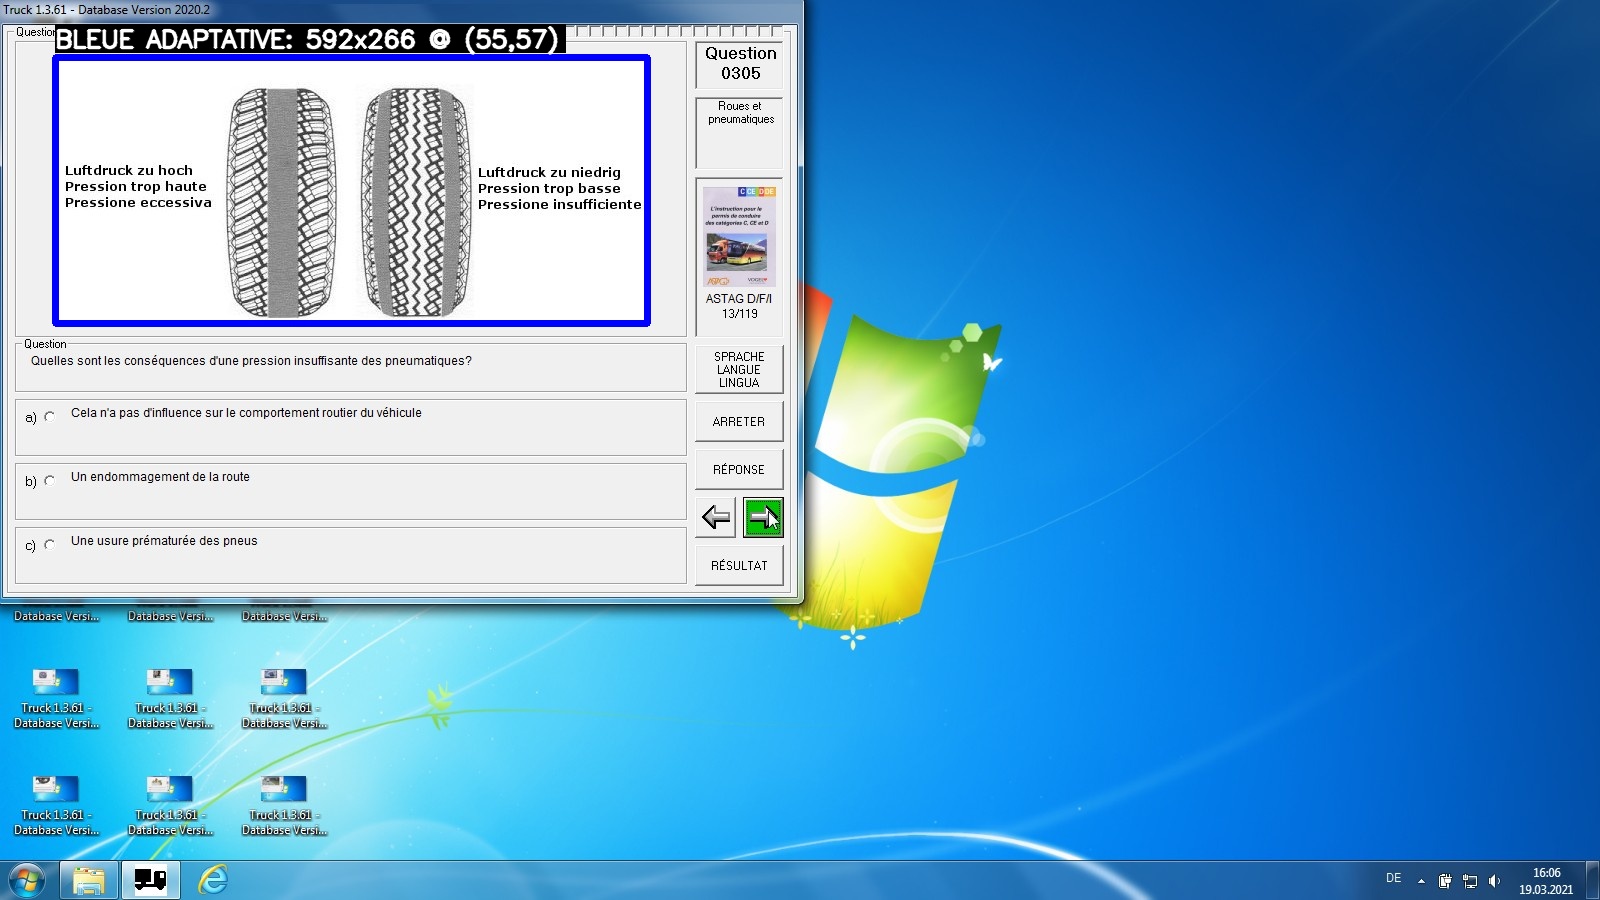 Truck 1.3.61 - Database Version 2020.2
Question
BLEUE ADAPTATIVE: 592x266 @ (55,57)
Luftdruck zu hoch
Pression trop haute
Pressione eccessiva
Luftdruck zu niedrig
Pression trop basse
Pressione insufficiente
Question
0305
Roues et
pneumatiques
C CE D DE
L'instruction pour le
permis de conduire
des catégories C, CE et D
ASTAG D/F/I
13/119
Question
Quelles sont les conséquences d'une pression insuffisante des pneumatiques?
a) Cela n'a pas d'influence sur le comportement routier du véhicule
b) Un endommagement de la route
c) Une usure prématurée des pneus
SPRACHE
LANGUE
LINGUA
ARRETER
RÉPONSE
RÉSULTAT
Database Versi...
Database Versi...
Database Versi...
Truck 1.3.61 -
Database Versi...
Truck 1.3.61 -
Database Versi...
Truck 1.3.61 -
Database Versi...
Truck 1.3.61 -
Database Versi...
Truck 1.3.61 -
Database Versi...
Truck 1.3.61 -
Database Versi...
DE
16:06
19.03.2021